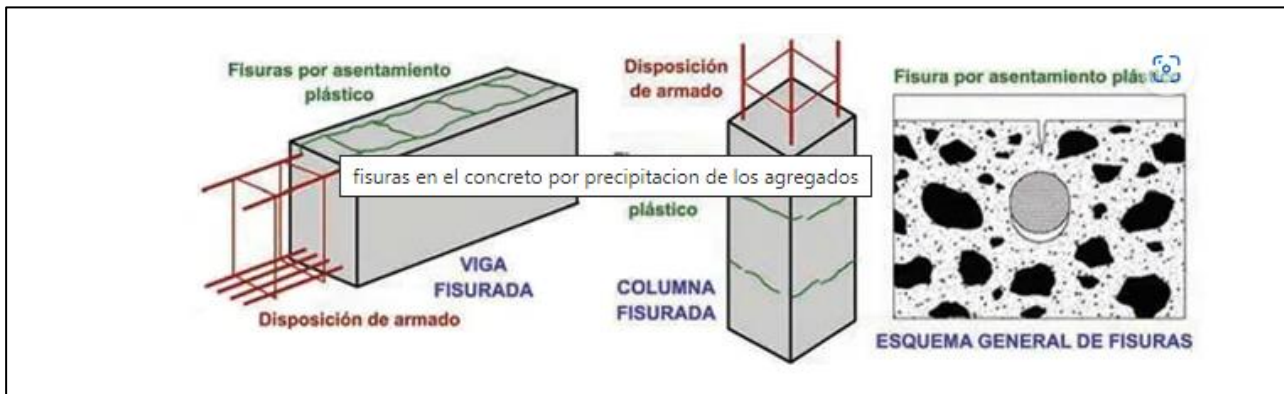 Fisuras por asentamiento
plástico
Disposición de armado
VIGA
FISURADA
fisuras en el concreto por precipitacion de los agregados
Disposición
de armado
plástico
COLUMNA
FISURADA
Fisura por asentamiento
ESQUEMA GENERAL DE FISURAS